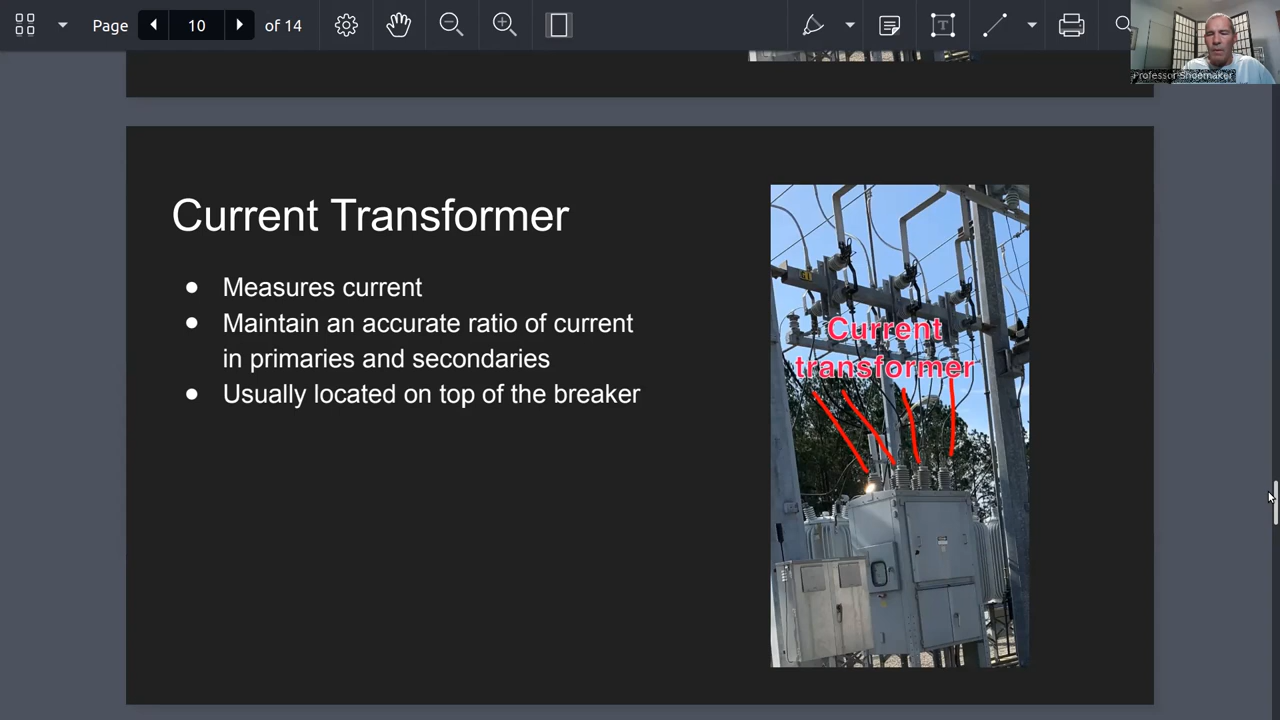 Page 10 of 14
Professor Shoemaker
Current Transformer
● Measures current
● Maintain an accurate ratio of current
in primaries and secondaries
● Usually located on top of the breaker
Current
transformer